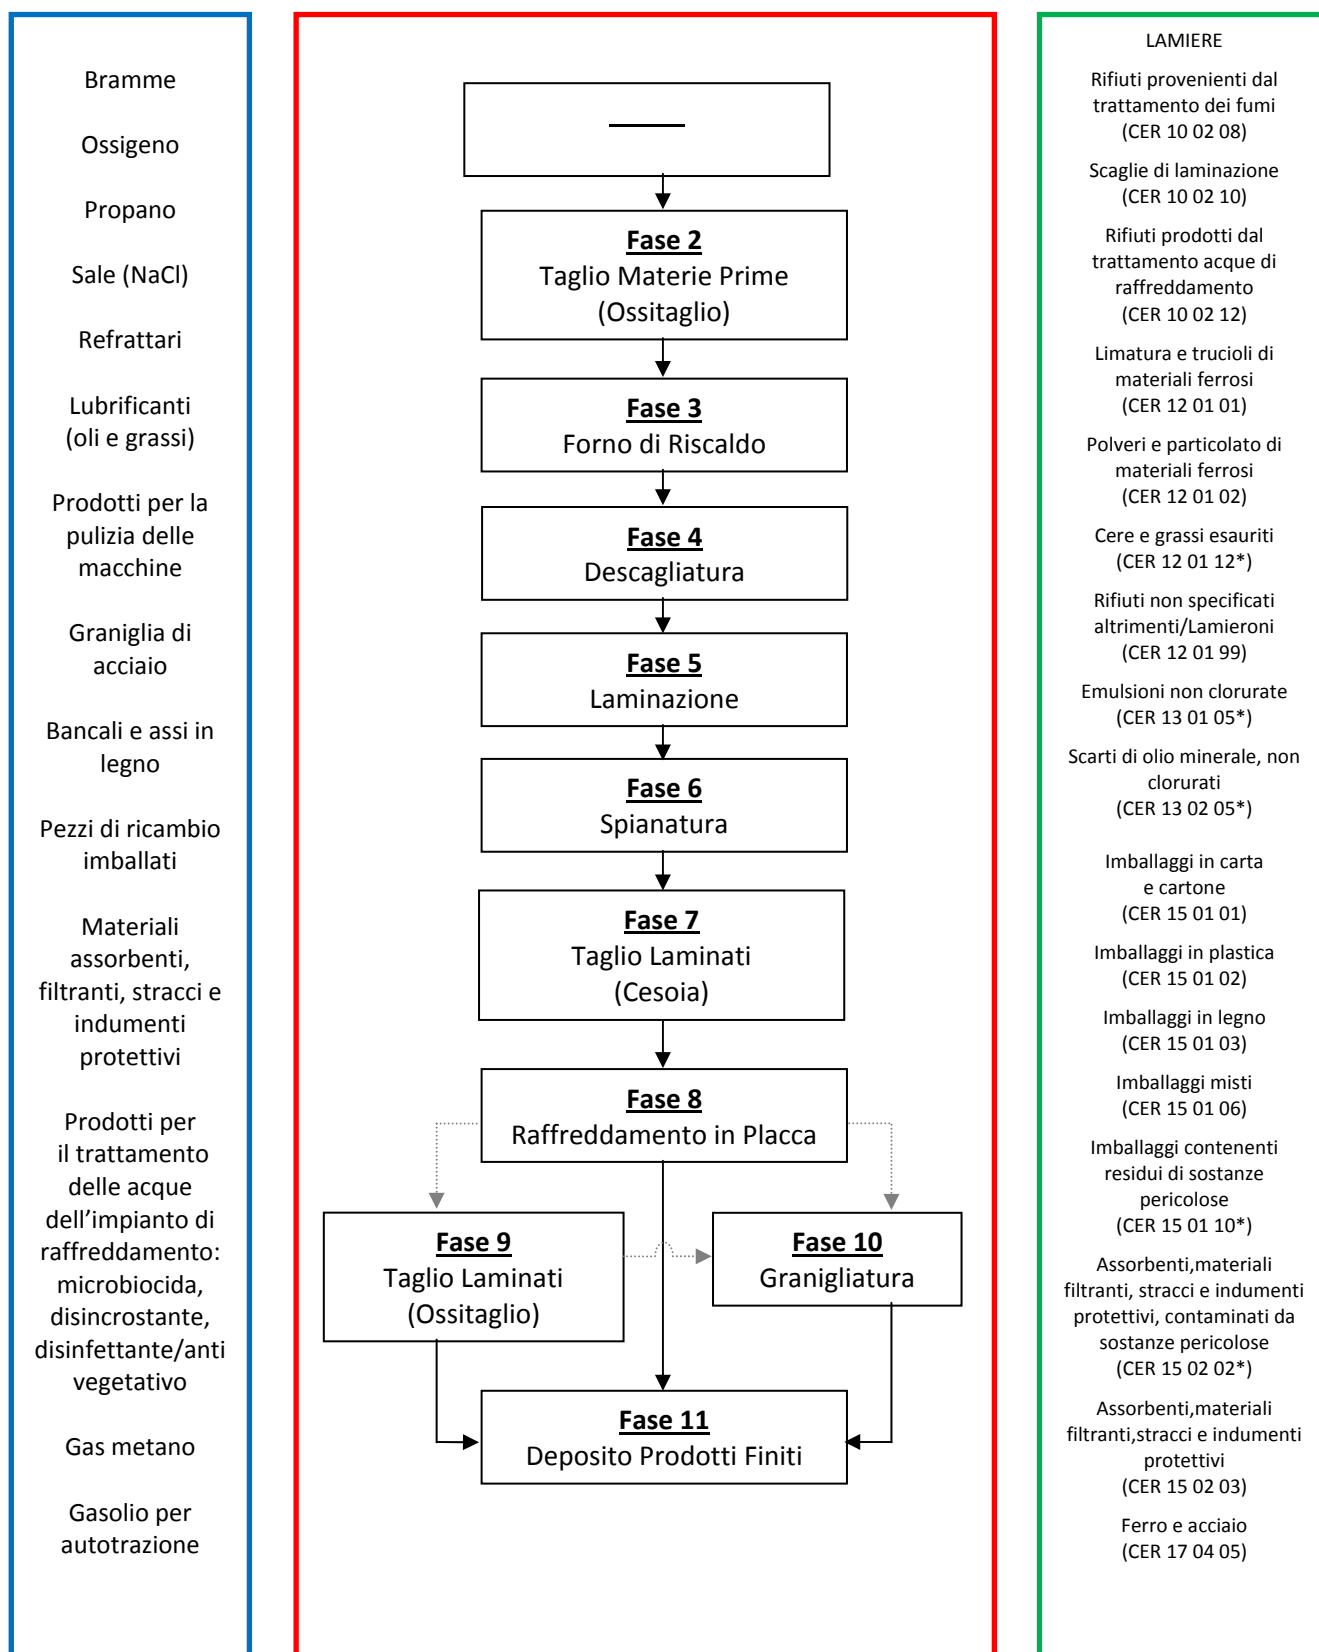 Bramme
Ossigeno
Propano
Sale (NaCl)
Refrattari
Lubrificanti
(oli e grassi)
Prodotti per la
pulizia delle
macchine
Graniglia di
acciaio
Bancali e assi in
legno
Pezzi di ricambio
imballati
Materiali
assorbenti,
filtranti, stracci e
indumenti
protettivi
Prodotti per
il trattamento
delle acque
dell’impianto di
raffreddamento:
microbiocida,
disincrostante,
disinfettante/anti
vegetativo
Gas metano
Gasolio per
autotrazione
Fase 2
Taglio Materie Prime
(Ossitaglio)
Fase 3
Forno di Riscaldo
Fase 4
Descagliatura
Fase 5
Laminazione
Fase 6
Spianatura
Fase 7
Taglio Laminati
(Cesoia)
Fase 8
Raffreddamento in Placca
Fase 9
Taglio Laminati
(Ossitaglio)
Fase 10
Granigliatura
Fase 11
Deposito Prodotti Finiti
LAMIERE
Rifiuti provenienti dal
trattamento dei fumi
(CER 10 02 08)
Scaglie di laminazione
(CER 10 02 10)
Rifiuti prodotti dal
trattamento acque di
raffreddamento
(CER 10 02 12)
Limatura e trucioli di
materiali ferrosi
(CER 12 01 01)
Polveri e particolato di
materiali ferrosi
(CER 12 01 02)
Cere e grassi esauriti
(CER 12 01 12*)
Rifiuti non specificati
altrimenti/Lamieroni
(CER 12 01 99)
Emulsioni non clorurate
(CER 13 01 05*)
Scarti di olio minerale, non
clorurati
(CER 13 02 05*)
Imballaggi in carta
e cartone
(CER 15 01 01)
Imballaggi in plastica
(CER 15 01 02)
Imballaggi in legno
(CER 15 01 03)
Imballaggi misti
(CER 15 01 06)
Imballaggi contenenti
residui di sostanze
pericolose
(CER 15 01 10*)
Assorbenti,materiali
filtranti, stracci e indumenti
protettivi, contaminati da
sostanze pericolose
(CER 15 02 02*)
Assorbenti,materiali
filtranti,stracci e indumenti
protettivi
(CER 15 02 03)
Ferro e acciaio
(CER 17 04 05)